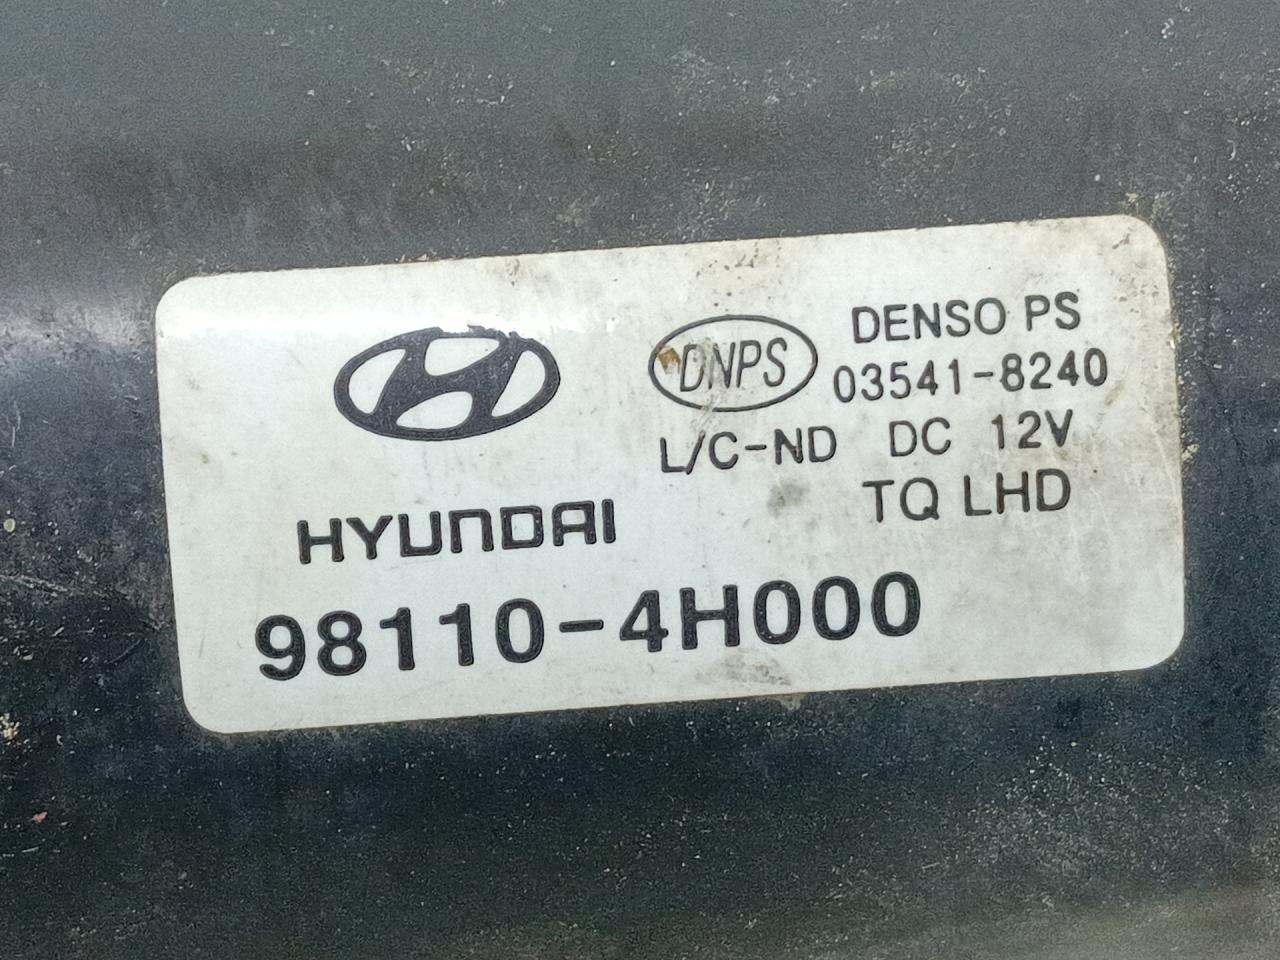 DENSO PS
DNPS 03541-8240
L/C-ND DC 12V
TQ LHD
HYUNDAI
98110-4H000